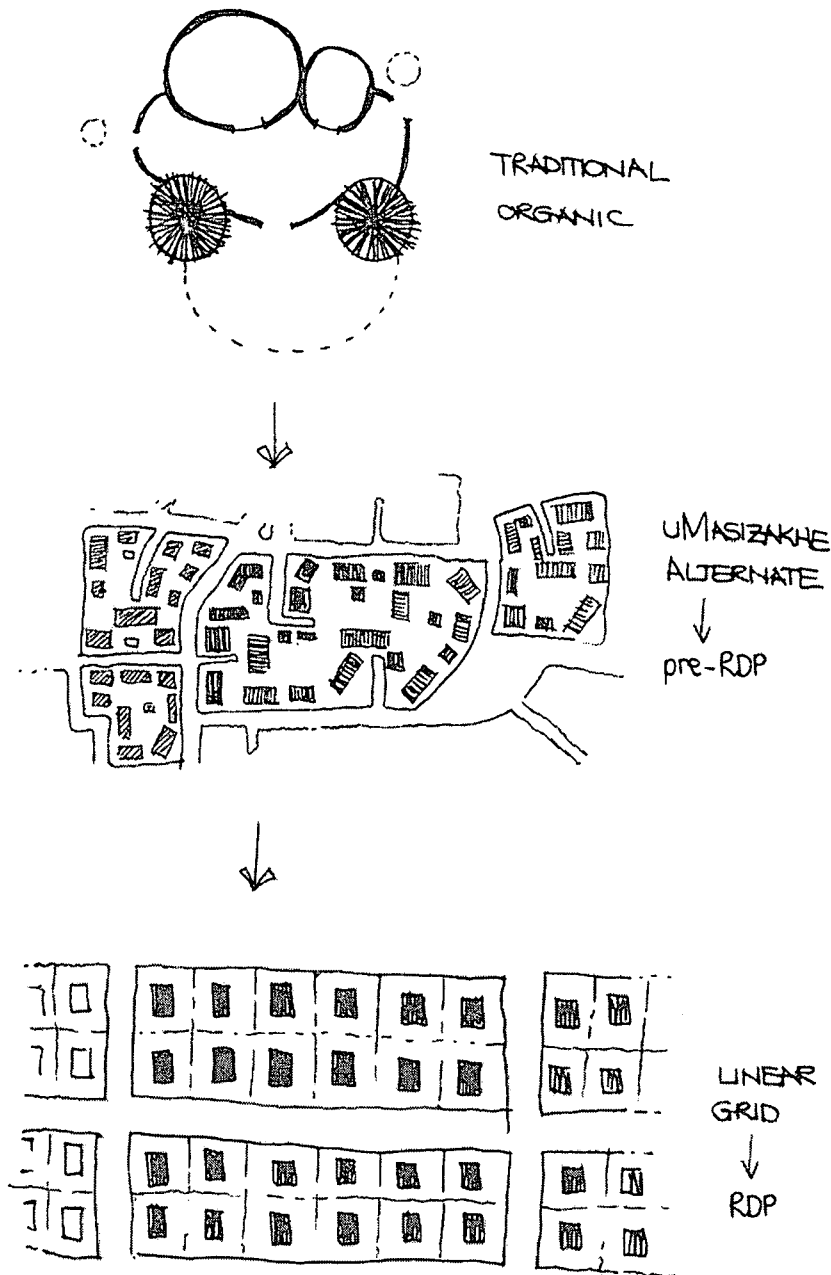 TRADITIONAL
ORGANIC
uMASIZAKHE
ALTERNATE
pre-RDP
LINEAR
GRID
RDP